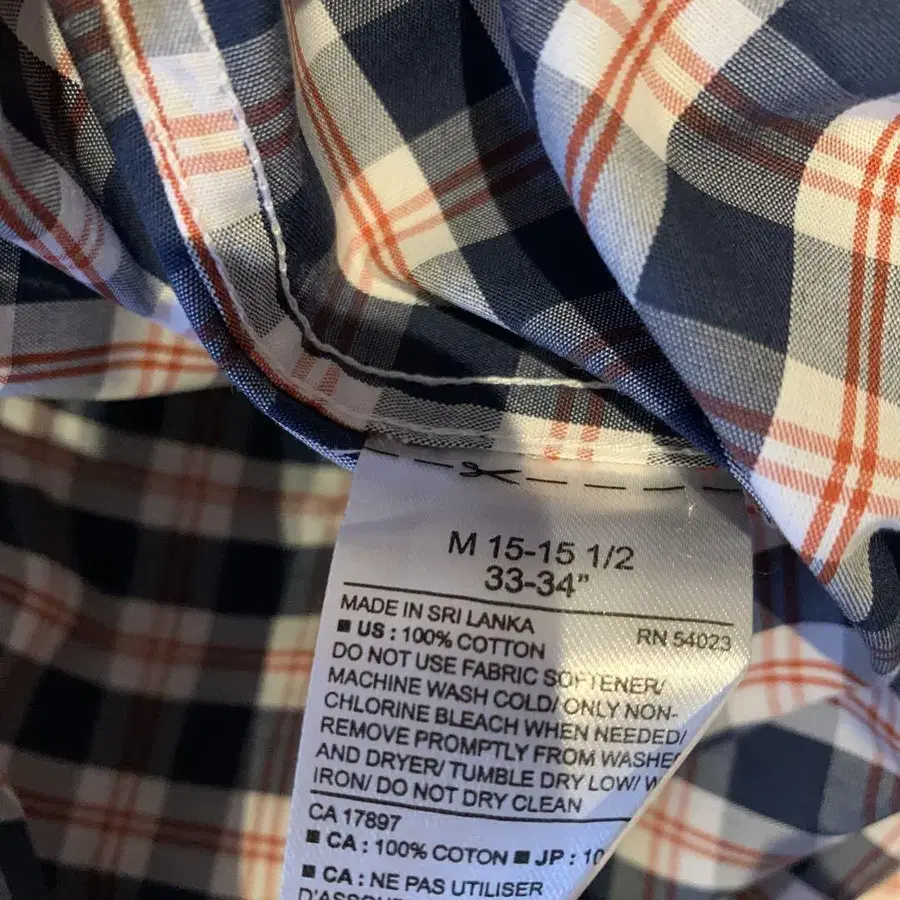 M 15-15 1/2
33-34”
MADE IN SRI LANKA RN 54023
■ US : 100% COTTON
DO NOT USE FABRIC SOFTENER/
MACHINE WASH COLD/ ONLY NON-
CHLORINE BLEACH WHEN NEEDED/
REMOVE PROMPTLY FROM WASHE
AND DRYER/ TUMBLE DRY LOW/ W
IRON/ DO NOT DRY CLEAN
CA 17897
■ CA : 100% COTON ■ JP : 10
■ CA : NE PAS UTILISER